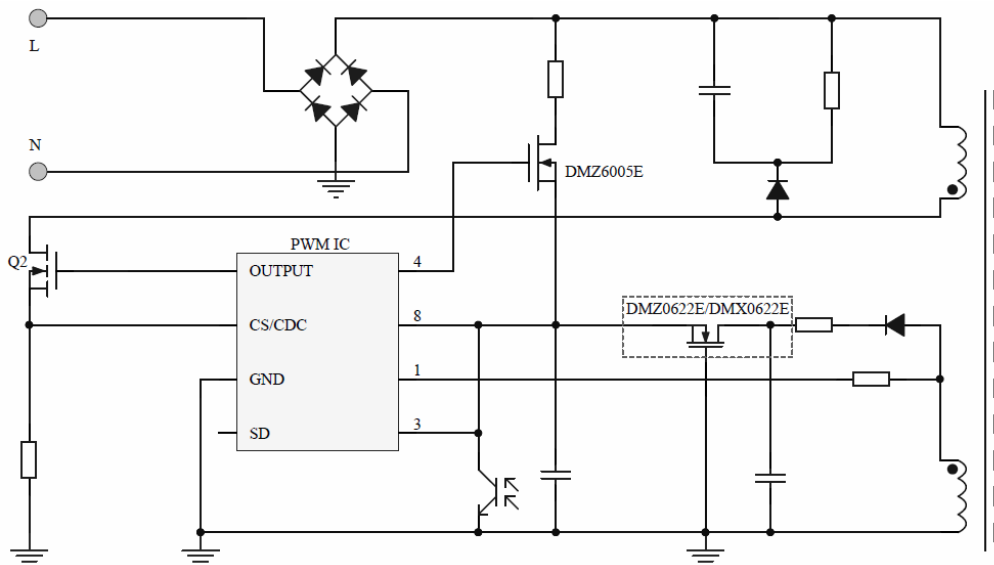 L
N
DMZ6005E
Q2
PWM IC
OUTPUT
4
CS/CDC
8
DMZ0622E/DMX0622E
GND
1
SD
3